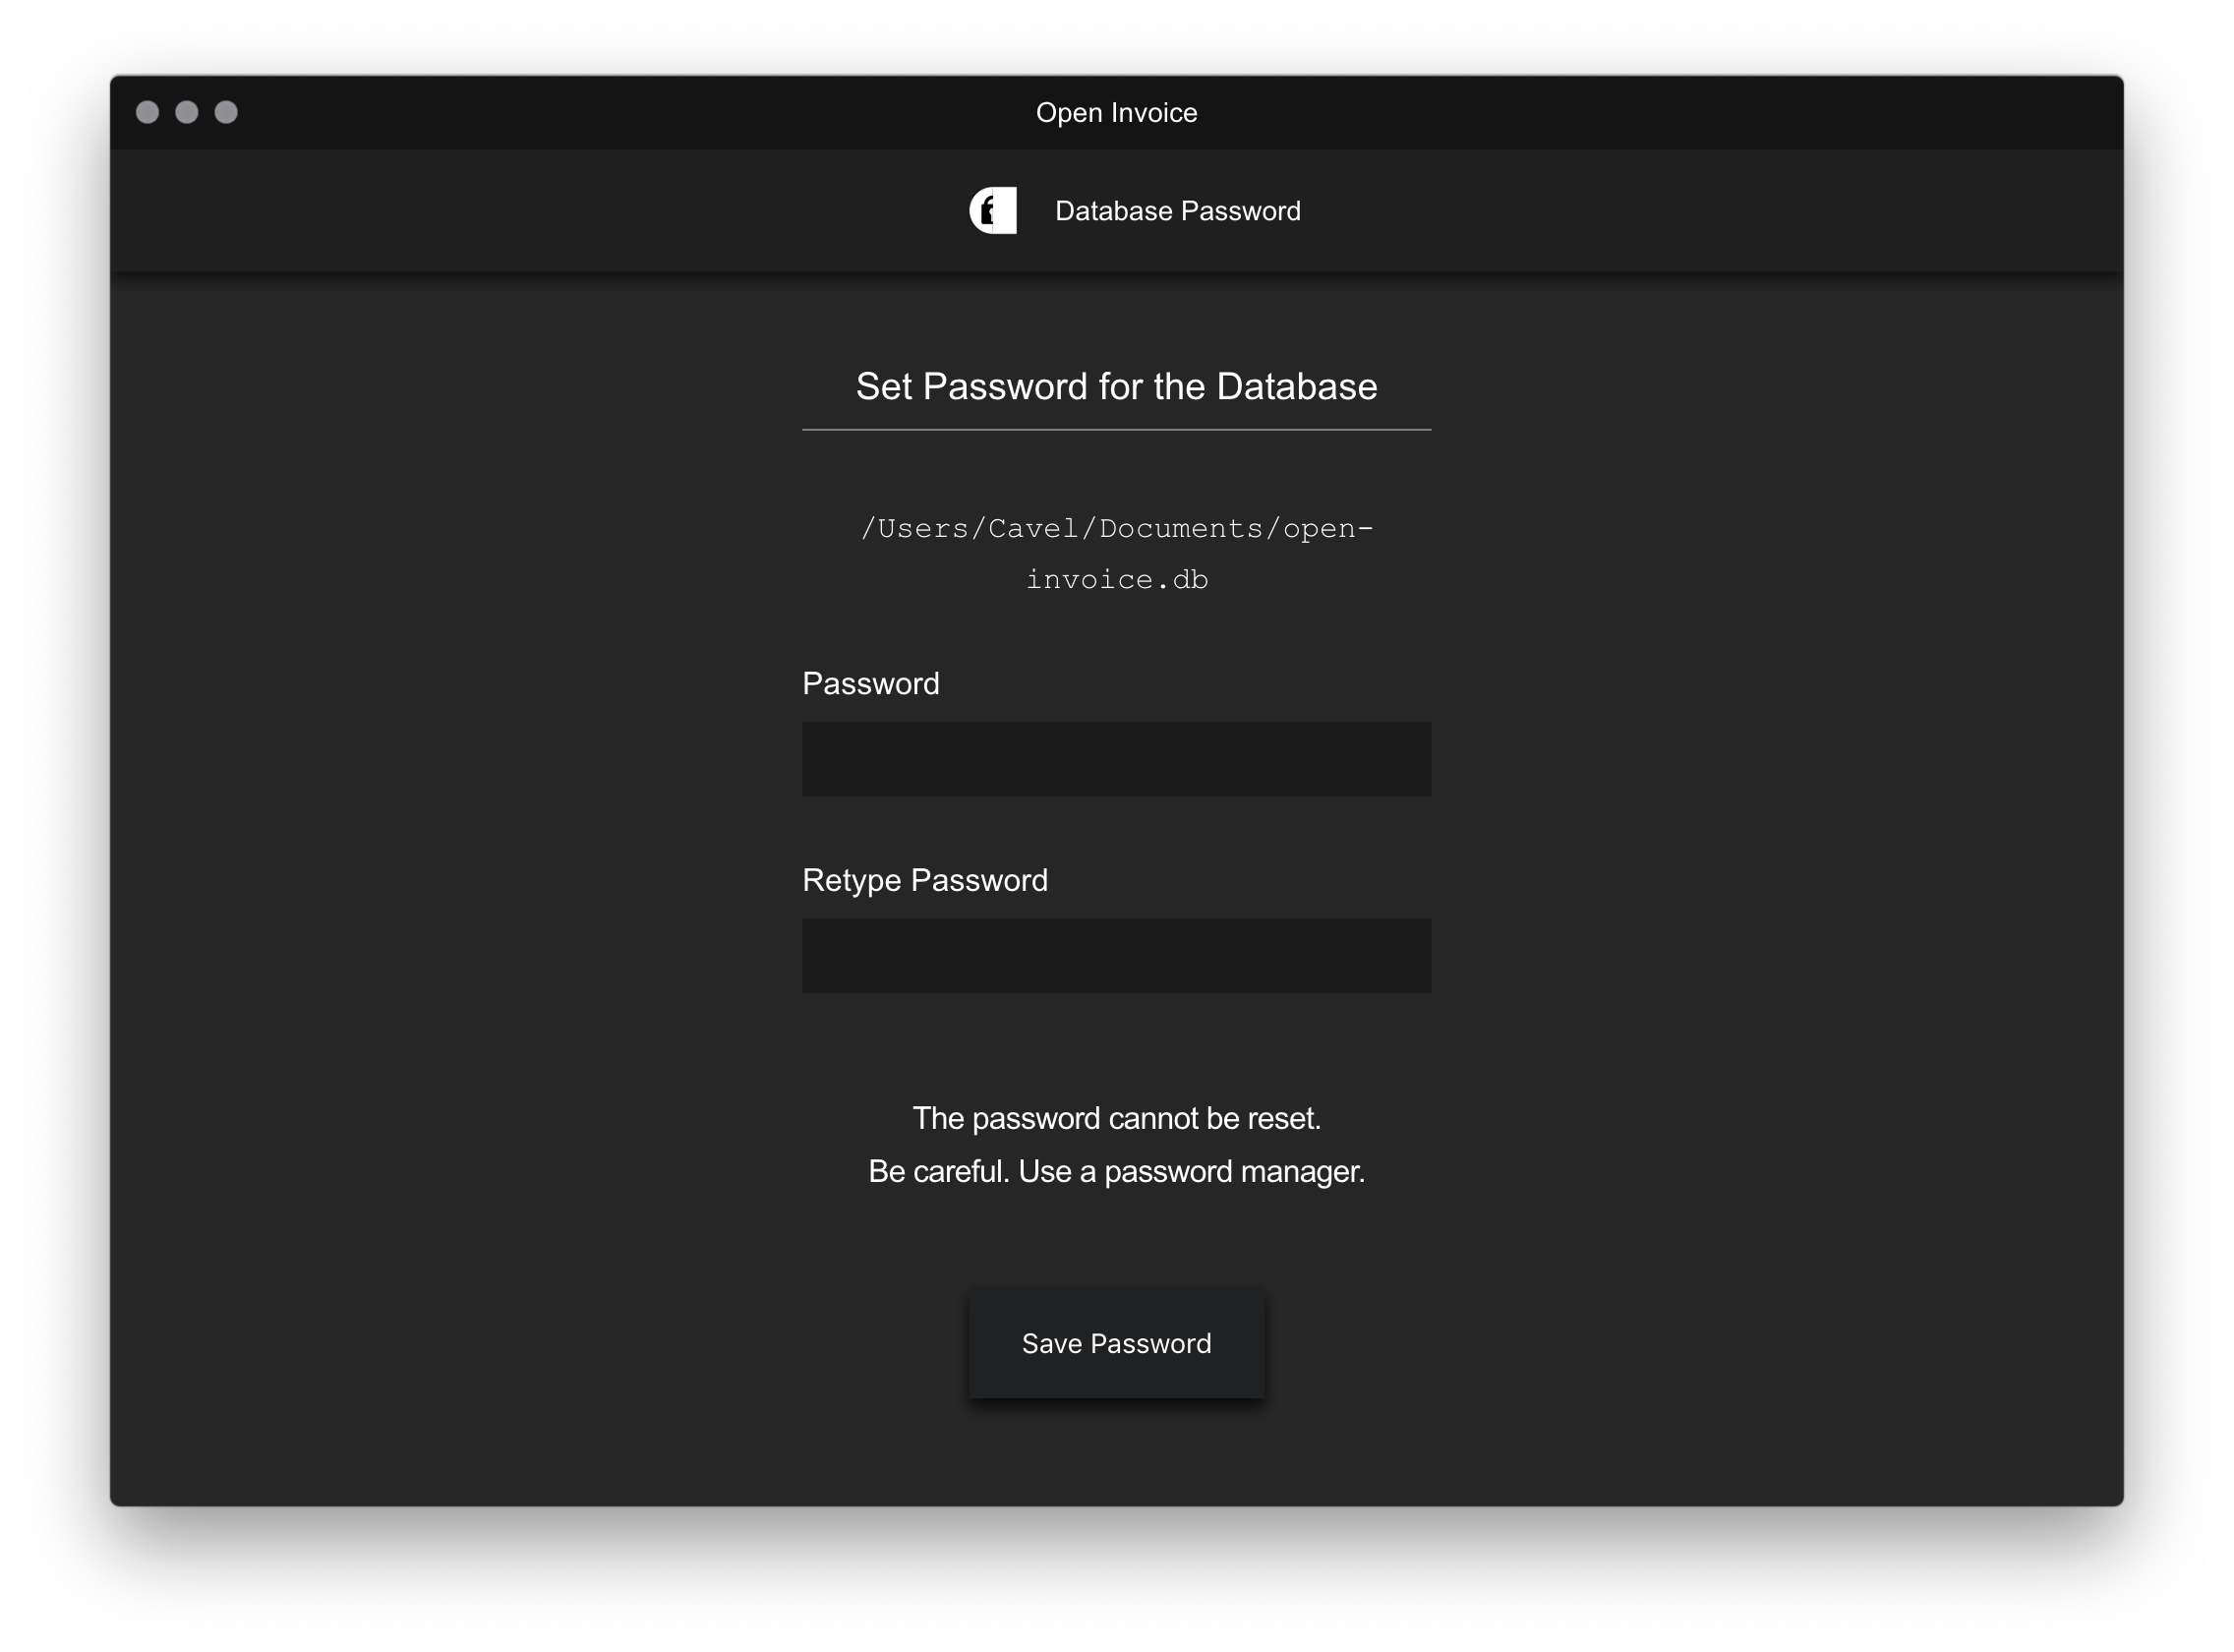 Open Invoice
Database Password
Set Password for the Database
/Users/Cavel/Documents/open-
invoice.db
Password
Retype Password
The password cannot be reset.
Be careful. Use a password manager.
Save Password